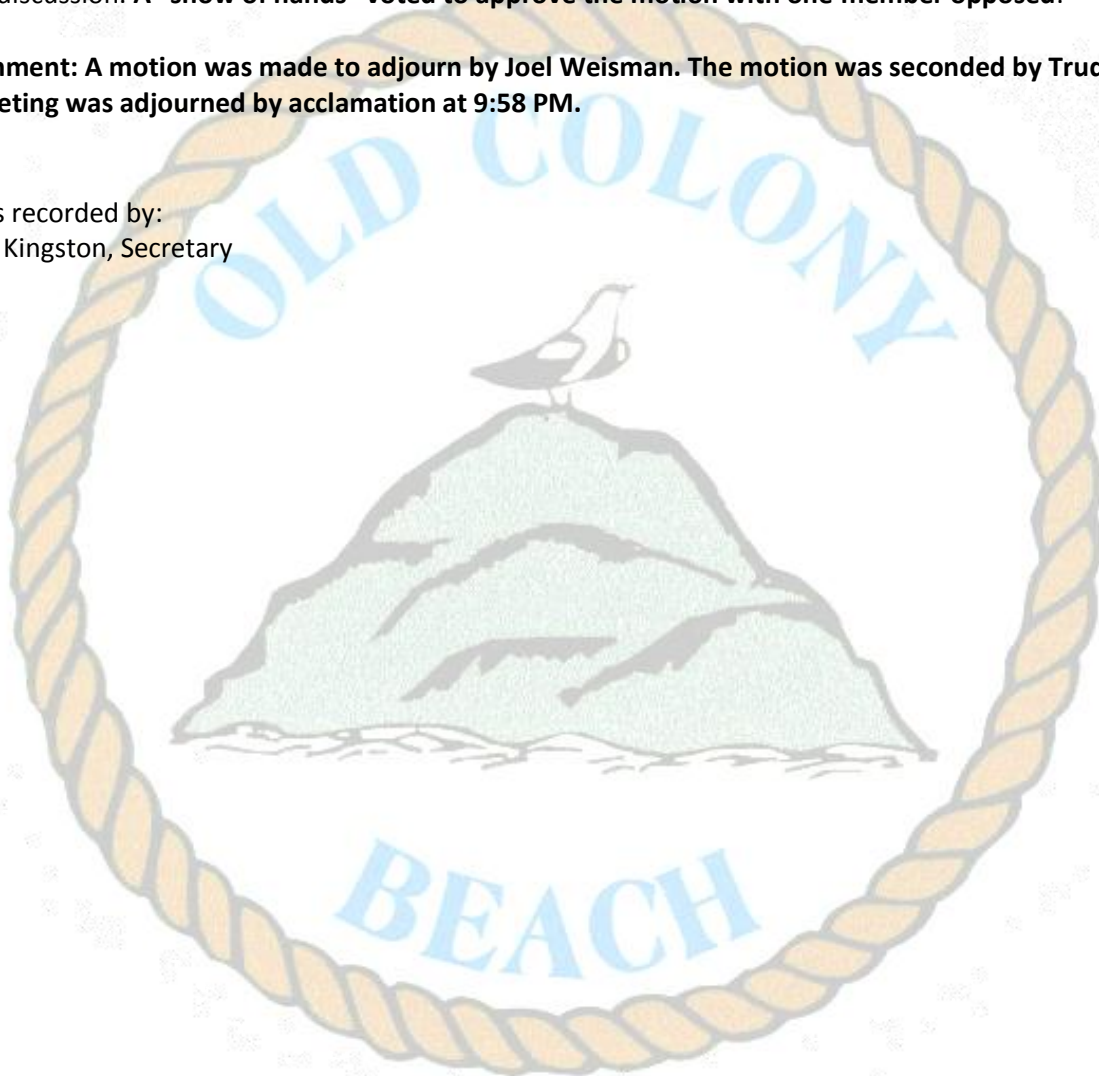 discussion. A "show of hands" voted to approve the motion with one member opposed.
nment: A motion was made to adjourn by Joel Weisman. The motion was seconded by Trud
eting was adjourned by acclamation at 9:58 PM.
s recorded by:
Kingston, Secretary
OLD COLONY
BEACH